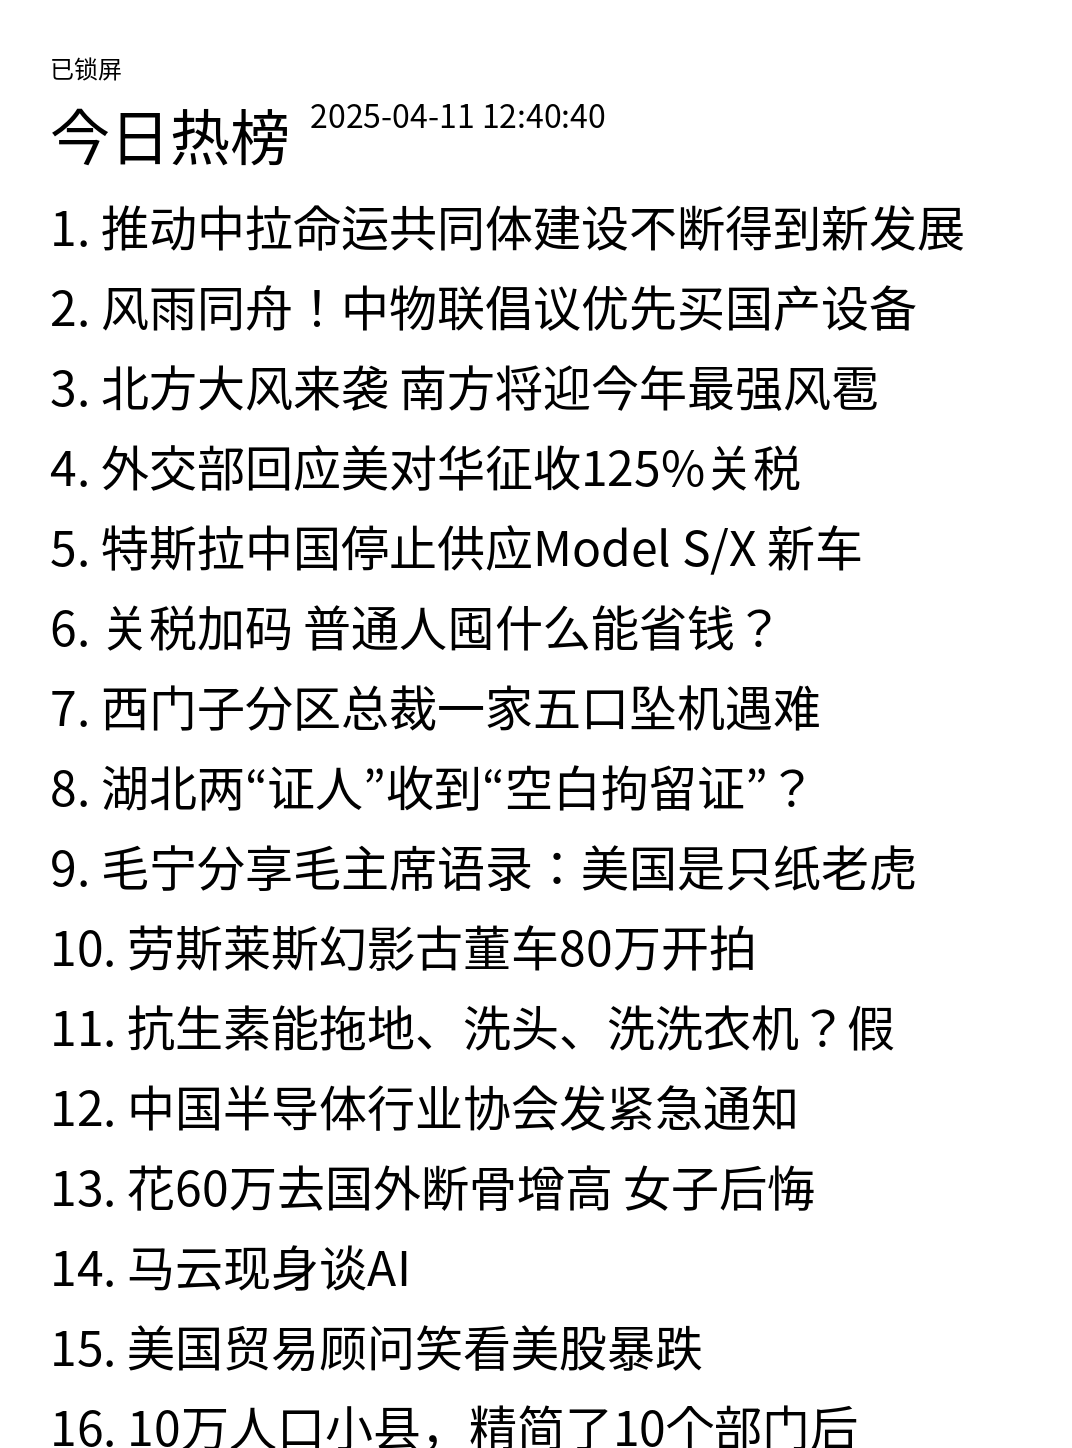 已锁屏
今日热榜 2025-04-11 12:40:40
1. 推动中拉命运共同体建设不断得到新发展
2. 风雨同舟！中物联倡议优先买国产设备
3. 北方大风来袭 南方将迎今年最强风雹
4. 外交部回应美对华征收125%关税
5. 特斯拉中国停止供应Model S/X 新车
6. 关税加码 普通人囤什么能省钱？
7. 西门子分区总裁一家五口坠机遇难
8. 湖北两“证人”收到“空白拘留证”？
9. 毛宁分享毛主席语录：美国是只纸老虎
10. 劳斯莱斯幻影古董车80万开拍
11. 抗生素能拖地、洗头、洗洗衣机？假
12. 中国半导体行业协会发紧急通知
13. 花60万去国外断骨增高 女子后悔
14. 马云现身谈AI
15. 美国贸易顾问笑看美股暴跌
16. 10万人口小县，精简了10个部门后